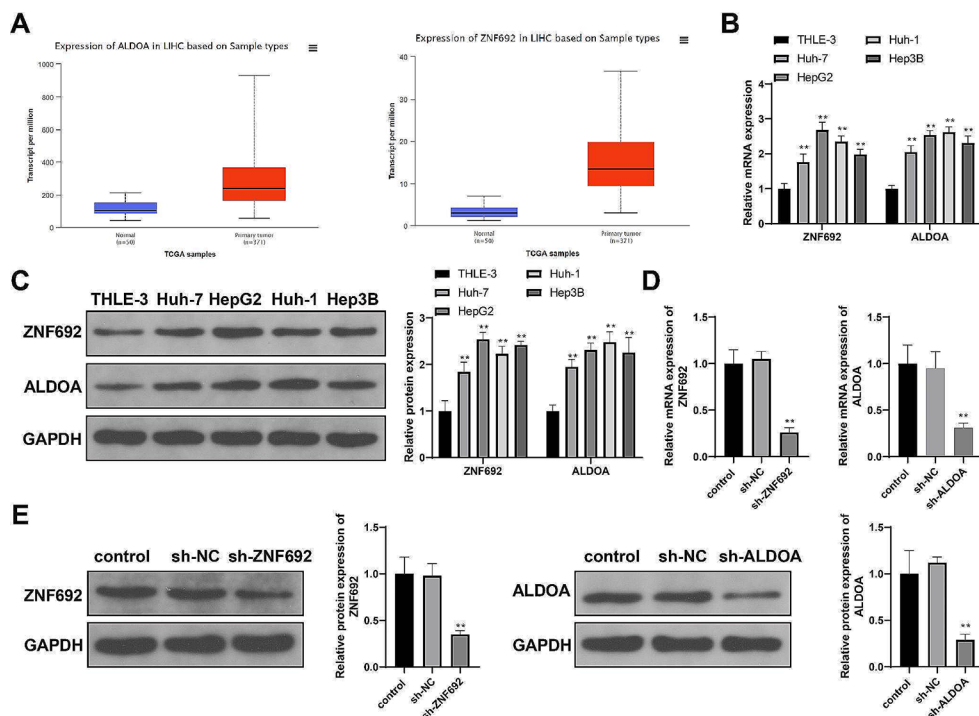 A
Expression of ALDOA in LIHC based on Sample types
Transcript per million
1000
800
600
400
200
0
Normal
(n=50)
Primary tumor
(n=371)
TCGA samples
Expression of ZNF692 in LIHC based on Sample types
Transcript per million
40
30
20
10
0
Normal
(n=50)
Primary tumor
(n=371)
TCGA samples
B
THLE-3
Huh-7
HepG2
Huh-1
Hep3B
Relative mRNA expression
4
3
2
1
0
** ** ** ** ** ** ** **
ZNF692 ALDOA
C
THLE-3 Huh-7 HepG2 Huh-1 Hep3B
ZNF692
ALDOA
GAPDH
THLE-3
Huh-7
HepG2
Huh-1
Hep3B
Relative protein expression
4
3
2
1
0
** ** ** ** ** ** ** **
ZNF692 ALDOA
D
Relative mRNA expression of
ZNF692
1.5
1.0
0.5
0.0
**
control
sh-NC
sh-ZNF692
Relative mRNA expression of
ALDOA
1.5
1.0
0.5
0.0
**
control
sh-NC
sh-ALDOA
E
control sh-NC sh-ZNF692
ZNF692
GAPDH
Relative protein expression of
ZNF692
1.5
1.0
0.5
0.0
**
control
sh-NC
sh-ZNF692
control sh-NC sh-ALDOA
ALDOA
GAPDH
Relative protein expression of
ALDOA
1.5
1.0
0.5
0.0
**
control
sh-NC
sh-ALDOA